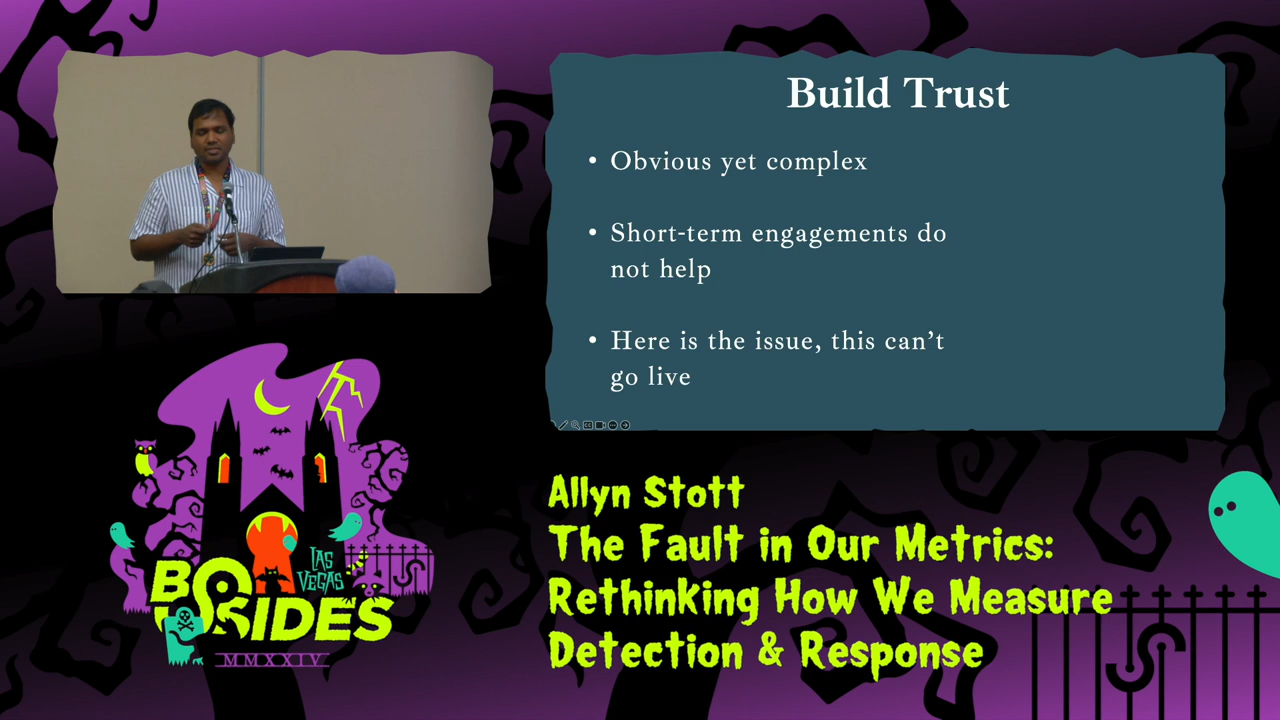 Build Trust
• Obvious yet complex
• Short-term engagements do
not help
• Here is the issue, this can't
go live
Allyn Stott
The Fault in Our Metrics:
Rethinking How We Measure
Detection & Response
LAS
VEGAS
BSIDES
MMXXIV